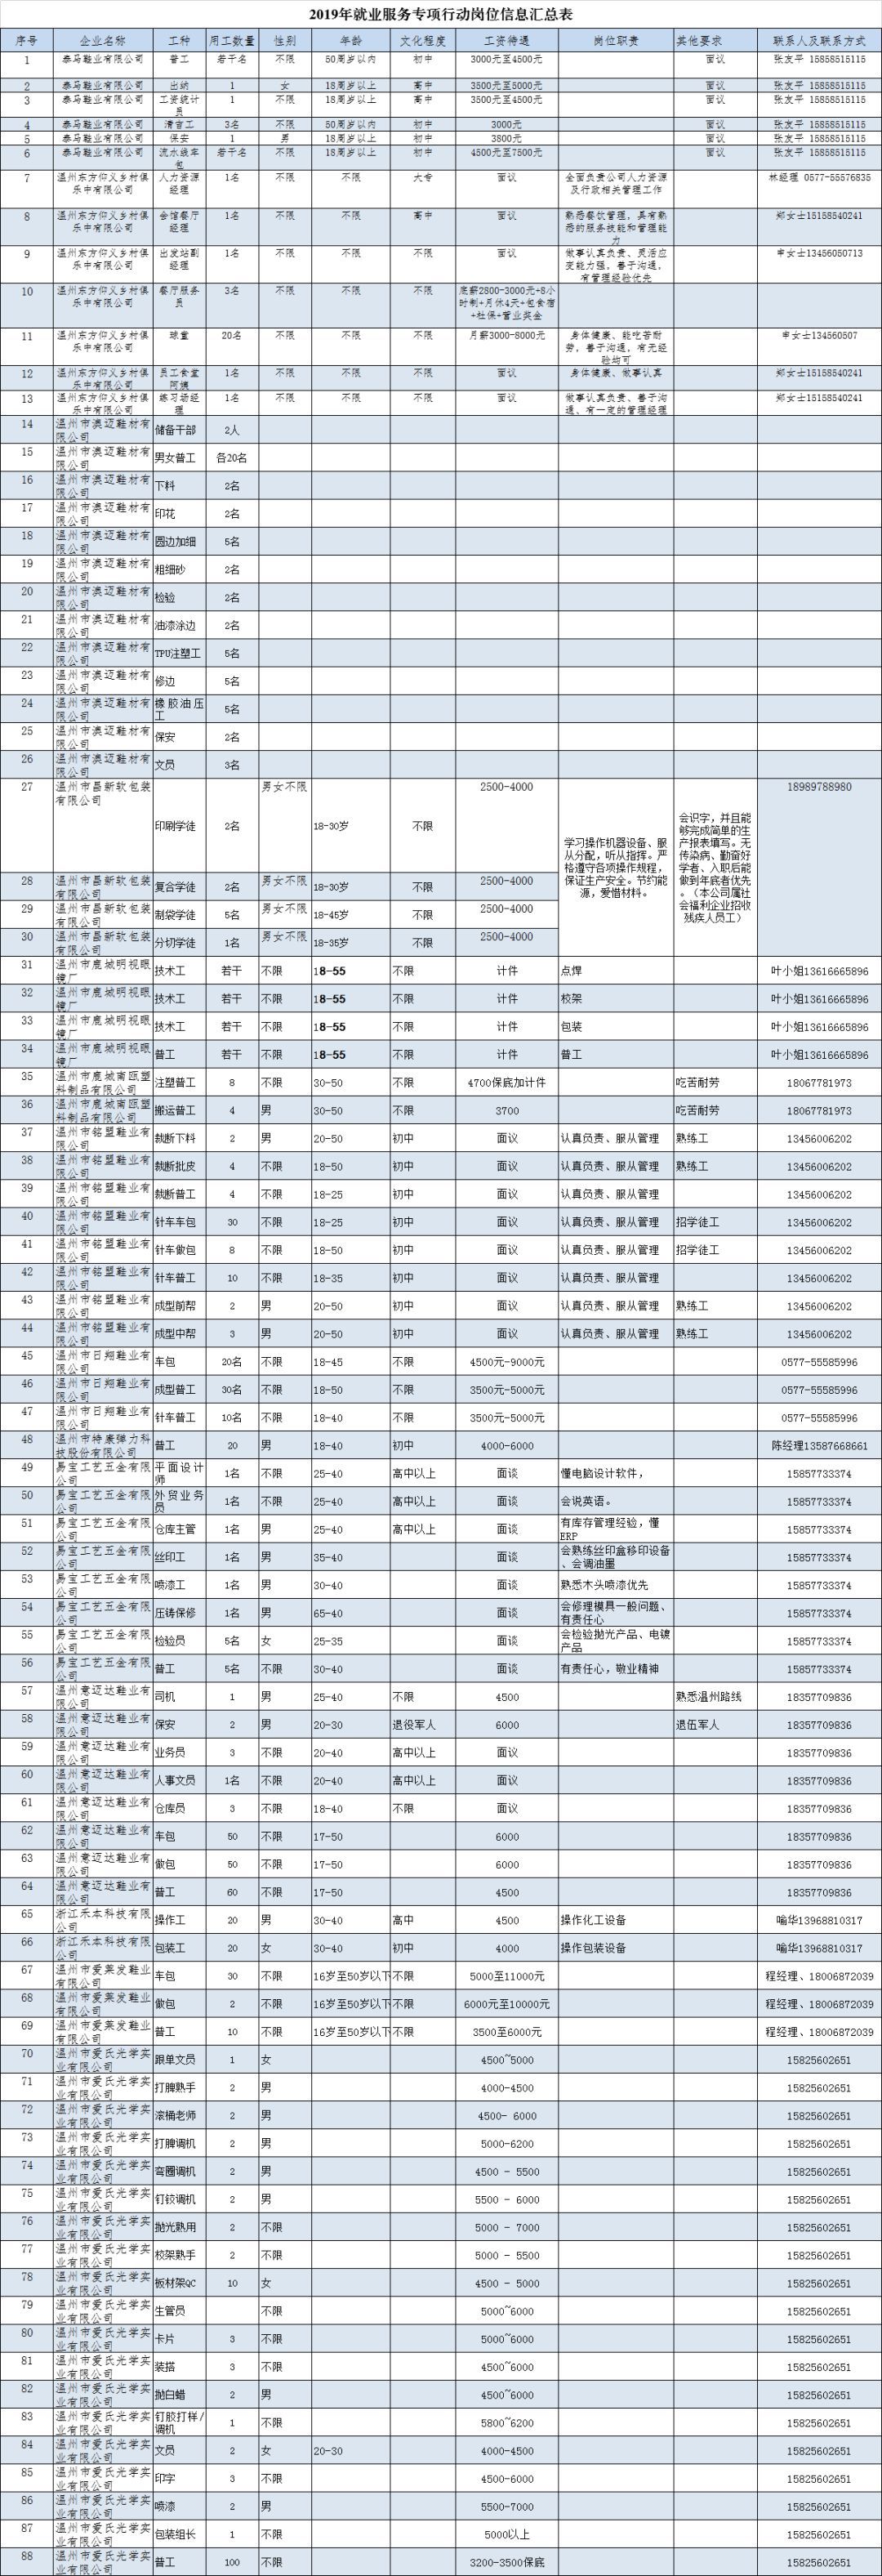 2019年就业服务专项行动岗位信息汇总表
序号 企业名称 工种 用工数量 性别 年龄 文化程度 工资待遇 岗位职责 其他要求 联系人及联系方式
1 泰马鞋业有限公司 普工 若干名 不限 50周岁以内 初中 3000元至4500元 面议 张发平 15858515115
2 泰马鞋业有限公司 出纳 1 女 18周岁以上 高中 3500元至5000元 面议 张发平 15858515115
3 泰马鞋业有限公司 工资统计员 1 不限 18周岁以上 高中 3500元至4500元 面议 张发平 15858515115
4 泰马鞋业有限公司 清洁工 3名 不限 50周岁以内 初中 3000元 面议 张发平 15858515115
5 泰马鞋业有限公司 保安 1 男 18周岁以上 初中 3800元 面议 张发平 15858515115
6 泰马鞋业有限公司 流水线车包 若干名 不限 18周岁以上 初中 4500元至7500元 面议 张发平 15858515115
7 温州东方仰义乡村俱乐中有限公司 人力资源经理 1名 不限 不限 大专 面议 全面负责公司人力资源及行政相关管理工作 林经理 0577-55576835
8 温州东方仰义乡村俱乐中有限公司 会馆餐厅经理 1名 不限 不限 高中 面议 熟悉餐饮管理，具有熟悉的服务技能和管理能力 郑女士15158540241
9 温州东方仰义乡村俱乐中有限公司 出发站副经理 1名 不限 不限 不限 面议 做事认真负责、灵活应变能力强，善于沟通，有管理经验优先 申女士13456050713
10 温州东方仰义乡村俱乐中有限公司 餐厅服务员 3名 不限 不限 不限 底薪2800-3000元+8小时制+月休4天+包食宿+社保+营业奖金
11 温州东方仰义乡村俱乐中有限公司 球童 20名 不限 不限 不限 月薪3000-8000元 身体健康、能吃苦耐劳，善于沟通，有无经验均可 申女士134560507
12 温州东方仰义乡村俱乐中有限公司 员工食堂阿姨 1名 不限 不限 不限 面议 身体健康、做事认真 郑女士15158540241
13 温州东方仰义乡村俱乐中有限公司 练习场经理 1名 不限 不限 不限 面议 做事认真负责、善于沟通、有一定的管理经理 郑女士15158540241
14 温州市澳迈鞋材有限公司 储备干部 2人
15 温州市澳迈鞋材有限公司 男女普工 各20名
16 温州市澳迈鞋材有限公司 下料 2名
17 温州市澳迈鞋材有限公司 印花 2名
18 温州市澳迈鞋材有限公司 圆边加细 5名
19 温州市澳迈鞋材有限公司 粗细砂 2名
20 温州市澳迈鞋材有限公司 检验 2名
21 温州市澳迈鞋材有限公司 油漆涂边 2名
22 温州市澳迈鞋材有限公司 TPU注塑工 5名
23 温州市澳迈鞋材有限公司 修边 5名
24 温州市澳迈鞋材有限公司 橡胶油压工 5名
25 温州市澳迈鞋材有限公司 保安 2名
26 温州市澳迈鞋材有限公司 文员 3名
27 温州市昌新软包装有限公司 印刷学徒 2名 男女不限 18-30岁 不限 2500-4000 学习操作机器设备、服从分配，听从指挥。严格遵守各项操作规程，保证生产安全。节约能源，爱惜材料。 会识字，并且能够完成简单的生产报表填写。无传染病、勤奋好学者、入职后能做到年底者优先。（本公司属社会福利企业招收残疾人员工） 18989788980
28 温州市昌新软包装有限公司 复合学徒 2名 男女不限 18-30岁 不限 2500-4000
29 温州市昌新软包装有限公司 制袋学徒 5名 男女不限 18-45岁 不限 2500-4000
30 温州市昌新软包装有限公司 分切学徒 1名 男女不限 18-35岁 不限 2500-4000
31 温州市鹿城明视眼镜厂 技术工 若干 不限 18-55 不限 计件 点焊 叶小姐13616665896
32 温州市鹿城明视眼镜厂 技术工 若干 不限 18-55 不限 计件 校架 叶小姐13616665896
33 温州市鹿城明视眼镜厂 技术工 若干 不限 18-55 不限 计件 包装 叶小姐13616665896
34 温州市鹿城明视眼镜厂 普工 若干 不限 18-55 不限 计件 普工 叶小姐13616665896
35 温州市鹿城南瓯塑料制品有限公司 注塑普工 8 不限 30-50 不限 4700保底加计件 吃苦耐劳 18067781973
36 温州市鹿城南瓯塑料制品有限公司 搬运普工 4 男 30-50 不限 3700 吃苦耐劳 18067781973
37 温州市铭盟鞋业有限公司 裁断下料 2 男 20-50 初中 面议 认真负责、服从管理 熟练工 13456006202
38 温州市铭盟鞋业有限公司 裁断批皮 4 不限 18-50 初中 面议 认真负责、服从管理 熟练工 13456006202
39 温州市铭盟鞋业有限公司 裁断普工 4 不限 18-25 初中 面议 认真负责、服从管理 13456006202
40 温州市铭盟鞋业有限公司 针车车包 30 不限 18-25 初中 面议 认真负责、服从管理 招学徒工 13456006202
41 温州市铭盟鞋业有限公司 针车做包 8 不限 18-50 初中 面议 认真负责、服从管理 招学徒工 13456006202
42 温州市铭盟鞋业有限公司 针车普工 10 不限 18-35 初中 面议 认真负责、服从管理 13456006202
43 温州市铭盟鞋业有限公司 成型前帮 2 男 20-50 初中 面议 认真负责、服从管理 熟练工 13456006202
44 温州市铭盟鞋业有限公司 成型中帮 3 男 20-50 初中 面议 认真负责、服从管理 熟练工 13456006202
45 温州市日翔鞋业有限公司 车包 20名 不限 18-45 不限 4500元-9000元 0577-55585996
46 温州市日翔鞋业有限公司 成型普工 30名 不限 18-50 不限 3500元-5000元 0577-55585996
47 温州市日翔鞋业有限公司 针车普工 10名 不限 18-40 不限 3500元-5000元 0577-55585996
48 温州市特康弹力科技股份有限公司 普工 20 男 18-40 初中 4000-6000 陈经理13587668661
49 易宝工艺五金有限公司 平面设计师 1名 不限 25-40 高中以上 面谈 懂电脑设计软件， 15857733374
50 易宝工艺五金有限公司 外贸业务员 1名 不限 25-40 高中以上 面谈 会说英语。 15857733374
51 易宝工艺五金有限公司 仓库主管 1名 男 25-40 高中以上 面谈 有库存管理经验，懂ERP 15857733374
52 易宝工艺五金有限公司 丝印工 1名 男 35-40 面谈 会熟练丝印盒移印设备、会调油墨 15857733374
53 易宝工艺五金有限公司 喷漆工 1名 男 30-40 面谈 熟悉木头喷漆优先 15857733374
54 易宝工艺五金有限公司 压铸保修 1名 男 65-40 面谈 会修理模具一般问题、有责任心 15857733374
55 易宝工艺五金有限公司 检验员 5名 女 25-35 面谈 会检验抛光产品、电镀产品 15857733374
56 易宝工艺五金有限公司 普工 5名 不限 30-40 面谈 有责任心，敬业精神 15857733374
57 温州意迈达鞋业有限公司 司机 1 男 25-40 不限 4500 熟悉温州路线 18357709836
58 温州意迈达鞋业有限公司 保安 2 男 20-30 退役军人 6000 退伍军人 18357709836
59 温州意迈达鞋业有限公司 业务员 3 不限 20-40 高中以上 面议 18357709836
60 温州意迈达鞋业有限公司 人事文员 1名 不限 20-40 高中以上 面议 18357709836
61 温州意迈达鞋业有限公司 仓库员 3 不限 18-40 不限 面议 18357709836
62 温州意迈达鞋业有限公司 车包 50 不限 17-50 6000 18357709836
63 温州意迈达鞋业有限公司 做包 50 不限 17-50 6000 18357709836
64 温州意迈达鞋业有限公司 普工 60 不限 17-50 4500 18357709836
65 浙江禾本科技有限公司 操作工 20 男 30-40 高中 4500 操作化工设备 喻华13968810317
66 浙江禾本科技有限公司 包装工 20 女 30-40 初中 4000 操作包装设备 喻华13968810317
67 温州市爱莱发鞋业有限公司 车包 30 不限 16岁至50岁以下 不限 5000至11000元 程经理、18006872039
68 温州市爱莱发鞋业有限公司 做包 2 不限 16岁至50岁以下 不限 6000元至10000元 程经理、18006872039
69 温州市爱莱发鞋业有限公司 普工 10 不限 16岁至50岁以下 不限 3500至6000元 程经理、18006872039
70 温州市爱氏光学实业有限公司 跟单文员 1 女 4500~5000 15825602651
71 温州市爱氏光学实业有限公司 打脾熟手 2 男 4000-4500 15825602651
72 温州市爱氏光学实业有限公司 滚桶老师 2 男 4500- 6000 15825602651
73 温州市爱氏光学实业有限公司 打脾调机 2 男 5000-6200 15825602651
74 温州市爱氏光学实业有限公司 弯圈调机 2 男 4500 - 5500 15825602651
75 温州市爱氏光学实业有限公司 钉铰调机 2 男 5500 - 6000 15825602651
76 温州市爱氏光学实业有限公司 抛光熟用 2 不限 5000 - 7000 15825602651
77 温州市爱氏光学实业有限公司 校架熟手 2 不限 5000 - 5500 15825602651
78 温州市爱氏光学实业有限公司 板材架QC 10 女 4500 - 5000 15825602651
79 温州市爱氏光学实业有限公司 生管员 不限 5000~6000 15825602651
80 温州市爱氏光学实业有限公司 卡片 3 不限 5000~6000 15825602651
81 温州市爱氏光学实业有限公司 装搭 3 不限 4500~6000 15825602651
82 温州市爱氏光学实业有限公司 抛白蜡 2 男 4500~6000 15825602651
83 温州市爱氏光学实业有限公司 钉胶打样/调机 1 不限 5800~6200 15825602651
84 温州市爱氏光学实业有限公司 文员 2 女 20-30 4000-4500 15825602651
85 温州市爱氏光学实业有限公司 印字 3 不限 4500-6000 15825602651
86 温州市爱氏光学实业有限公司 喷漆 2 男 5500-7000 15825602651
87 温州市爱氏光学实业有限公司 包装组长 1 不限 5000以上 15825602651
88 温州市爱氏光学实业有限公司 普工 100 不限 3200-3500保底 15825602651